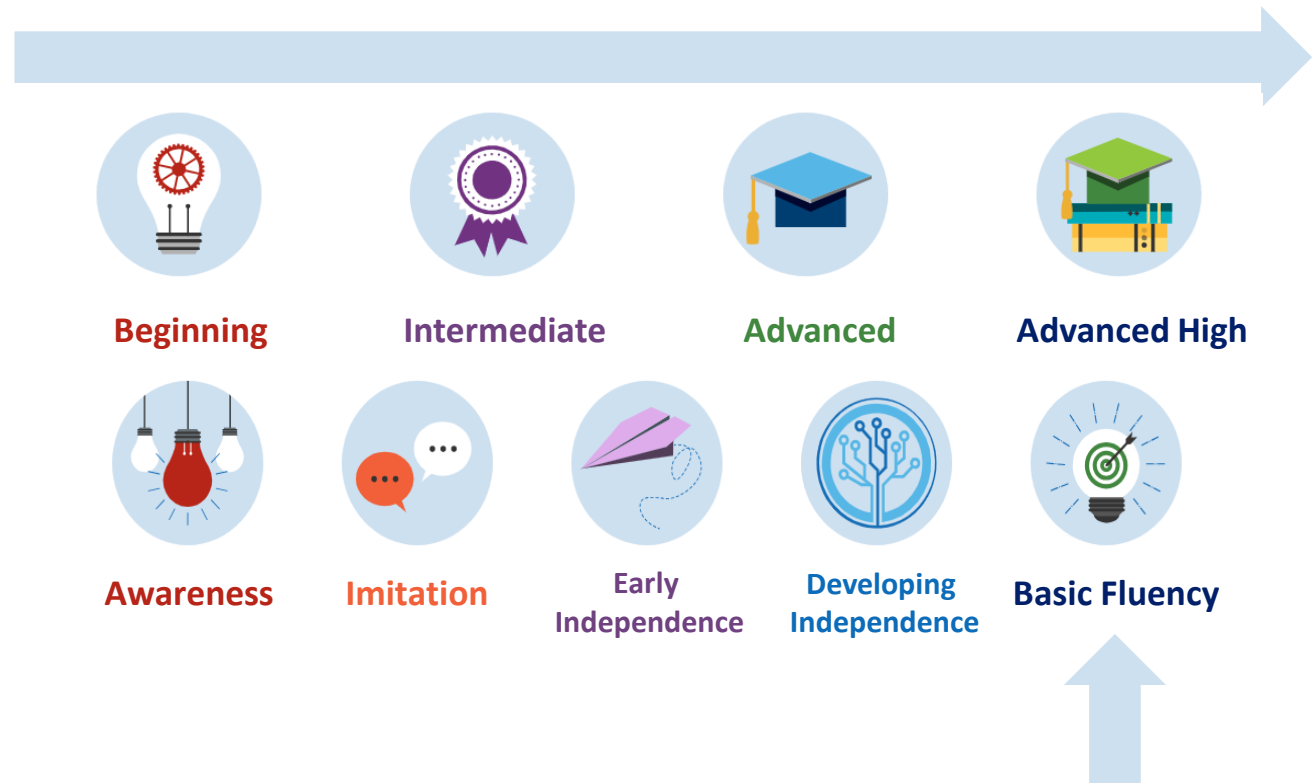 Beginning
Intermediate
Advanced
Advanced High
Awareness
Imitation
Early
Independence
Developing
Independence
Basic Fluency